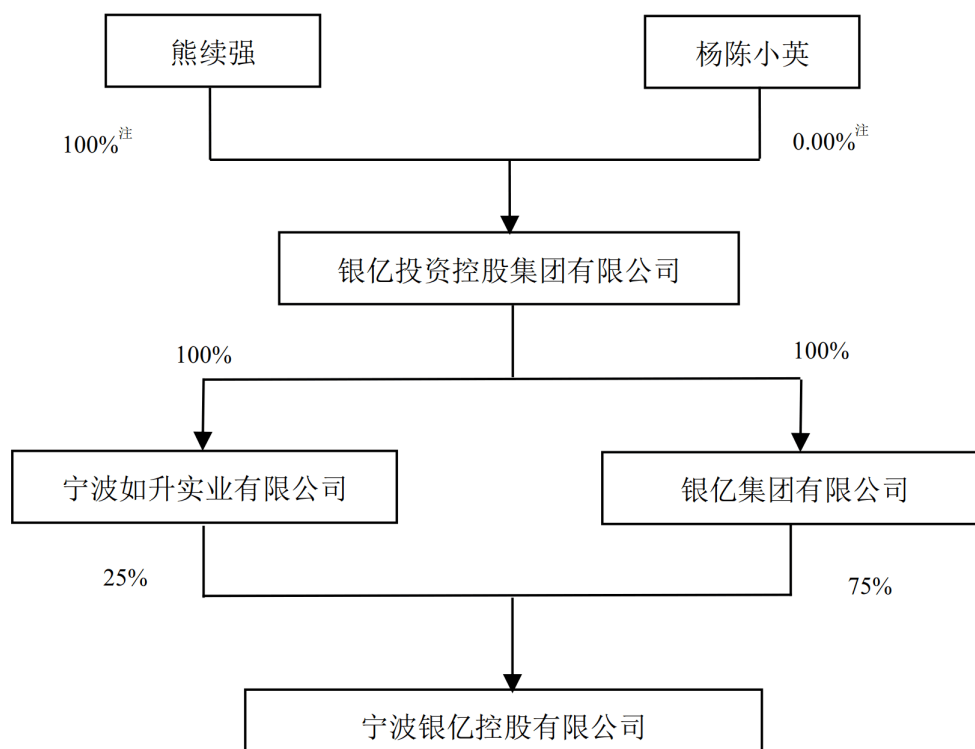 熊续强
杨陈小英
100%注
0.00%注
银亿投资控股集团有限公司
100%
100%
宁波如升实业有限公司
银亿集团有限公司
25%
75%
宁波银亿控股有限公司